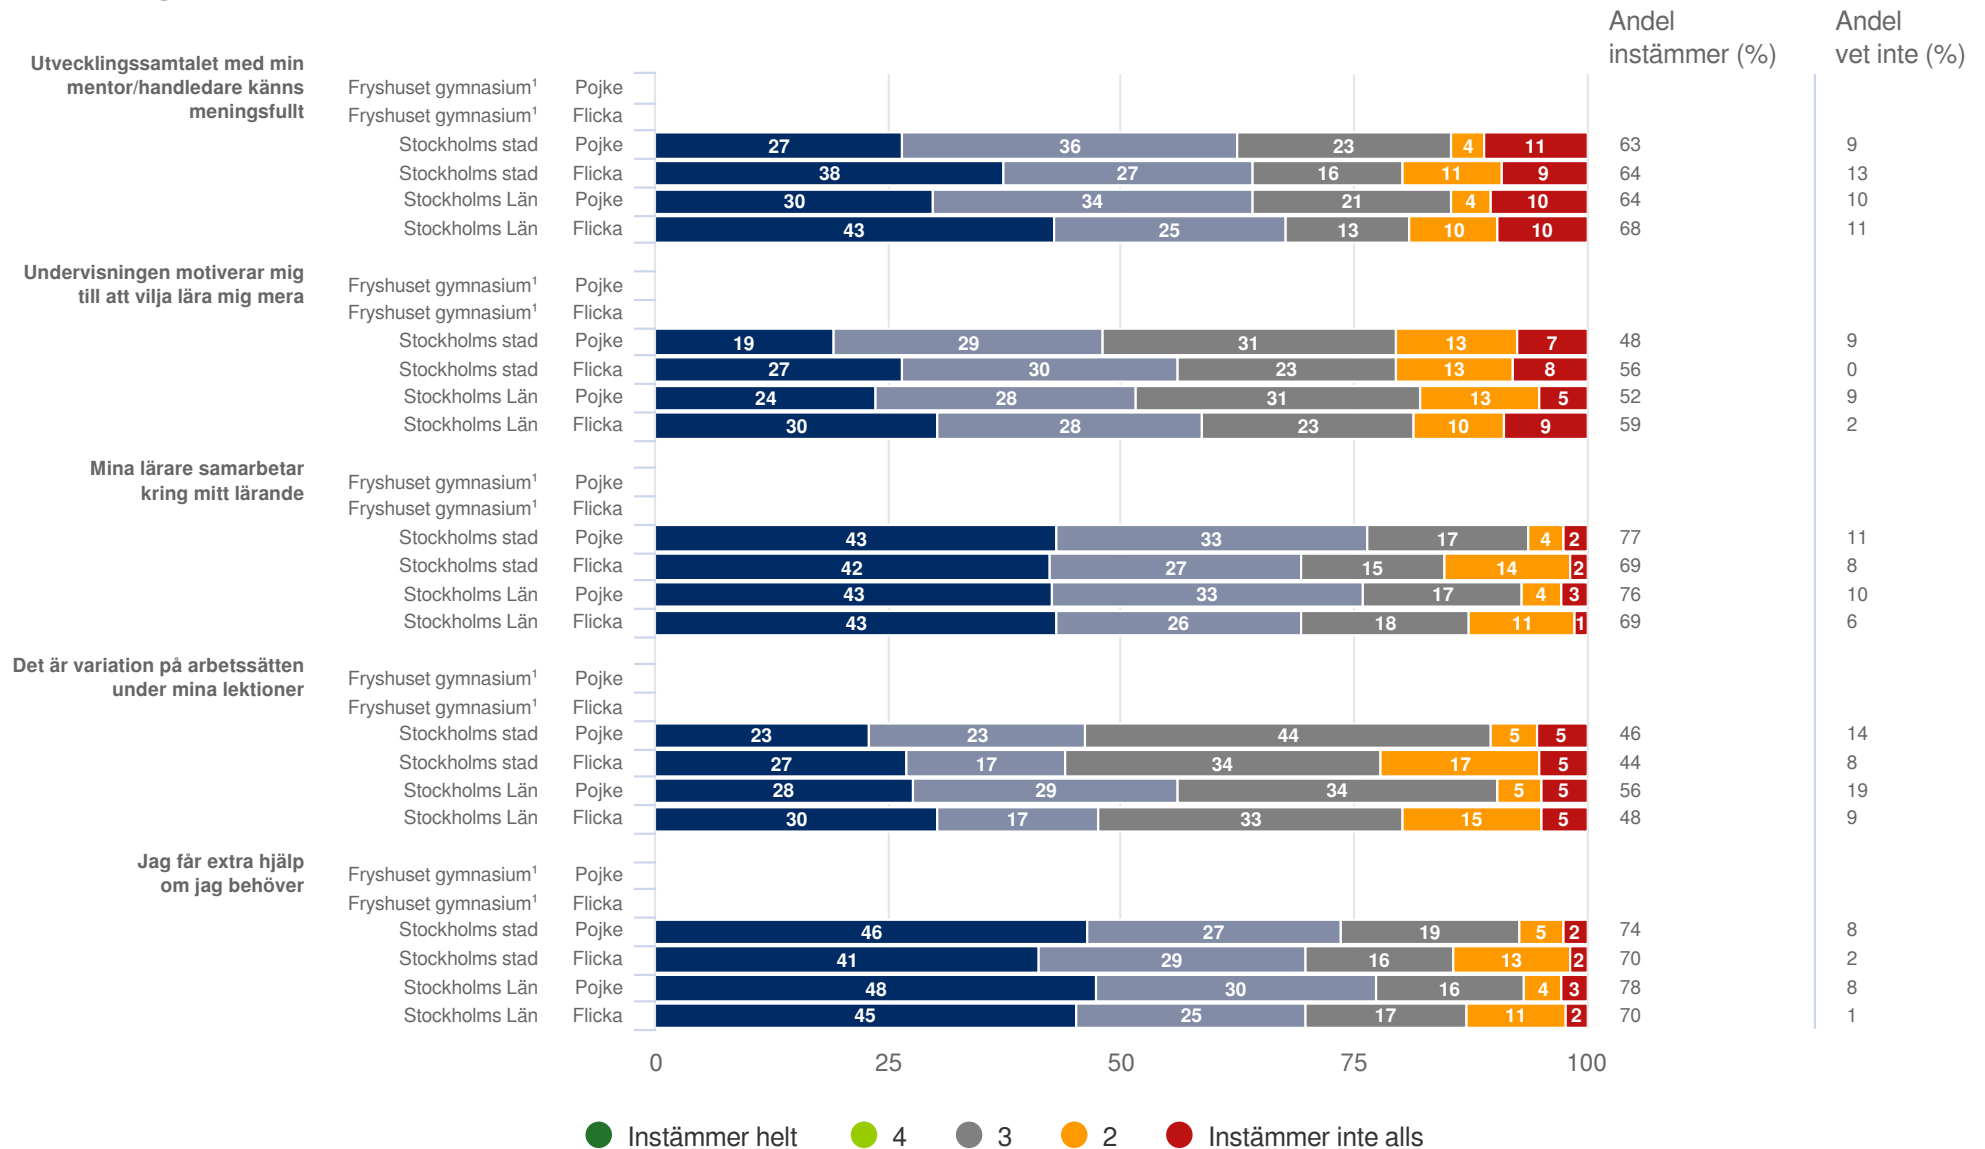 Andel
instämmer (%)
Andel
vet inte (%)
Utvecklingssamtalet med min
mentor/handledare känns
meningsfullt
Fryshuset gymnasium¹ Pojke
Fryshuset gymnasium¹ Flicka
Stockholms stad Pojke 27 36 23 4 11 63 9
Stockholms stad Flicka 38 27 16 11 9 64 13
Stockholms Län Pojke 30 34 21 4 10 64 10
Stockholms Län Flicka 43 25 13 10 10 68 11
Undervisningen motiverar mig
till att vilja lära mig mera
Fryshuset gymnasium¹ Pojke
Fryshuset gymnasium¹ Flicka
Stockholms stad Pojke 19 29 31 13 7 48 9
Stockholms stad Flicka 27 30 23 13 8 56 0
Stockholms Län Pojke 24 28 31 13 5 52 9
Stockholms Län Flicka 30 28 23 10 9 59 2
Mina lärare samarbetar
kring mitt lärande
Fryshuset gymnasium¹ Pojke
Fryshuset gymnasium¹ Flicka
Stockholms stad Pojke 43 33 17 4 2 77 11
Stockholms stad Flicka 42 27 15 14 2 69 8
Stockholms Län Pojke 43 33 17 4 3 76 10
Stockholms Län Flicka 43 26 18 11 1 69 6
Det är variation på arbetssätten
under mina lektioner
Fryshuset gymnasium¹ Pojke
Fryshuset gymnasium¹ Flicka
Stockholms stad Pojke 23 23 44 5 5 46 14
Stockholms stad Flicka 27 17 34 17 5 44 8
Stockholms Län Pojke 28 29 34 5 5 56 19
Stockholms Län Flicka 30 17 33 15 5 48 9
Jag får extra hjälp
om jag behöver
Fryshuset gymnasium¹ Pojke
Fryshuset gymnasium¹ Flicka
Stockholms stad Pojke 46 27 19 5 2 74 8
Stockholms stad Flicka 41 29 16 13 2 70 2
Stockholms Län Pojke 48 30 16 4 3 78 8
Stockholms Län Flicka 45 25 17 11 2 70 1
0 25 50 75 100
Instämmer helt 4 3 2 Instämmer inte alls